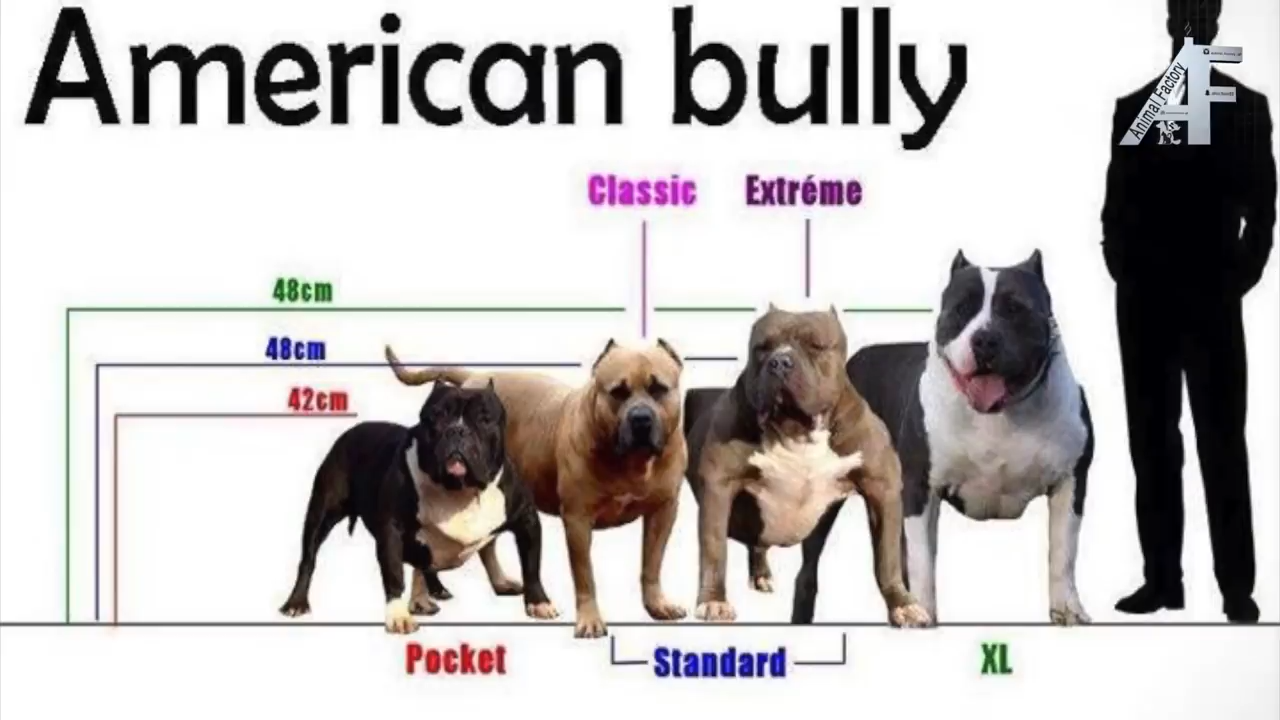 American bully
Animal Factory
AF
Classic
Extréme
48cm
48cm
42cm
Pocket
Standard
XL